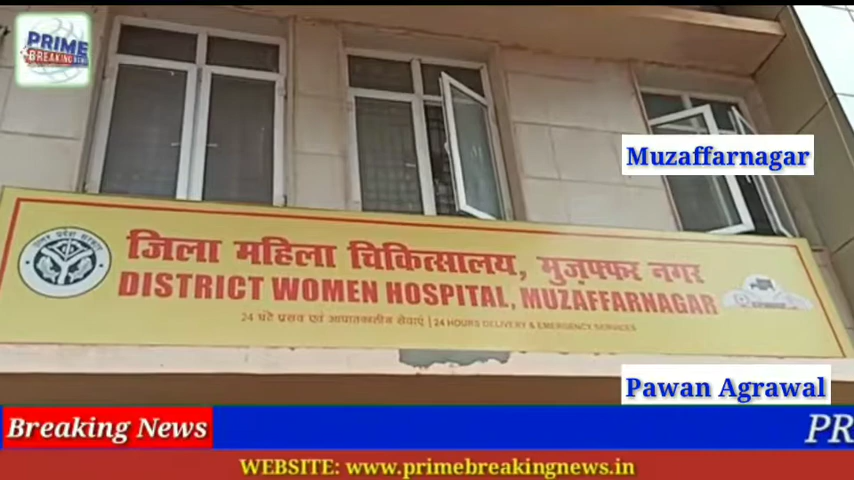 PRIME
BREAKING NEWS
Muzaffarnagar
जिला महिला चिकित्सालय, मुज़फ्फर नगर
DISTRICT WOMEN HOSPITAL, MUZAFFARNAGAR
24 घंटे प्रसव एवं आपातकालीन सेवाएं | 24 HOURS DELIVERY & EMERGENCY SERVICES
Pawan Agrawal
Breaking News
PR
WEBSITE: www.primebreakingnews.in